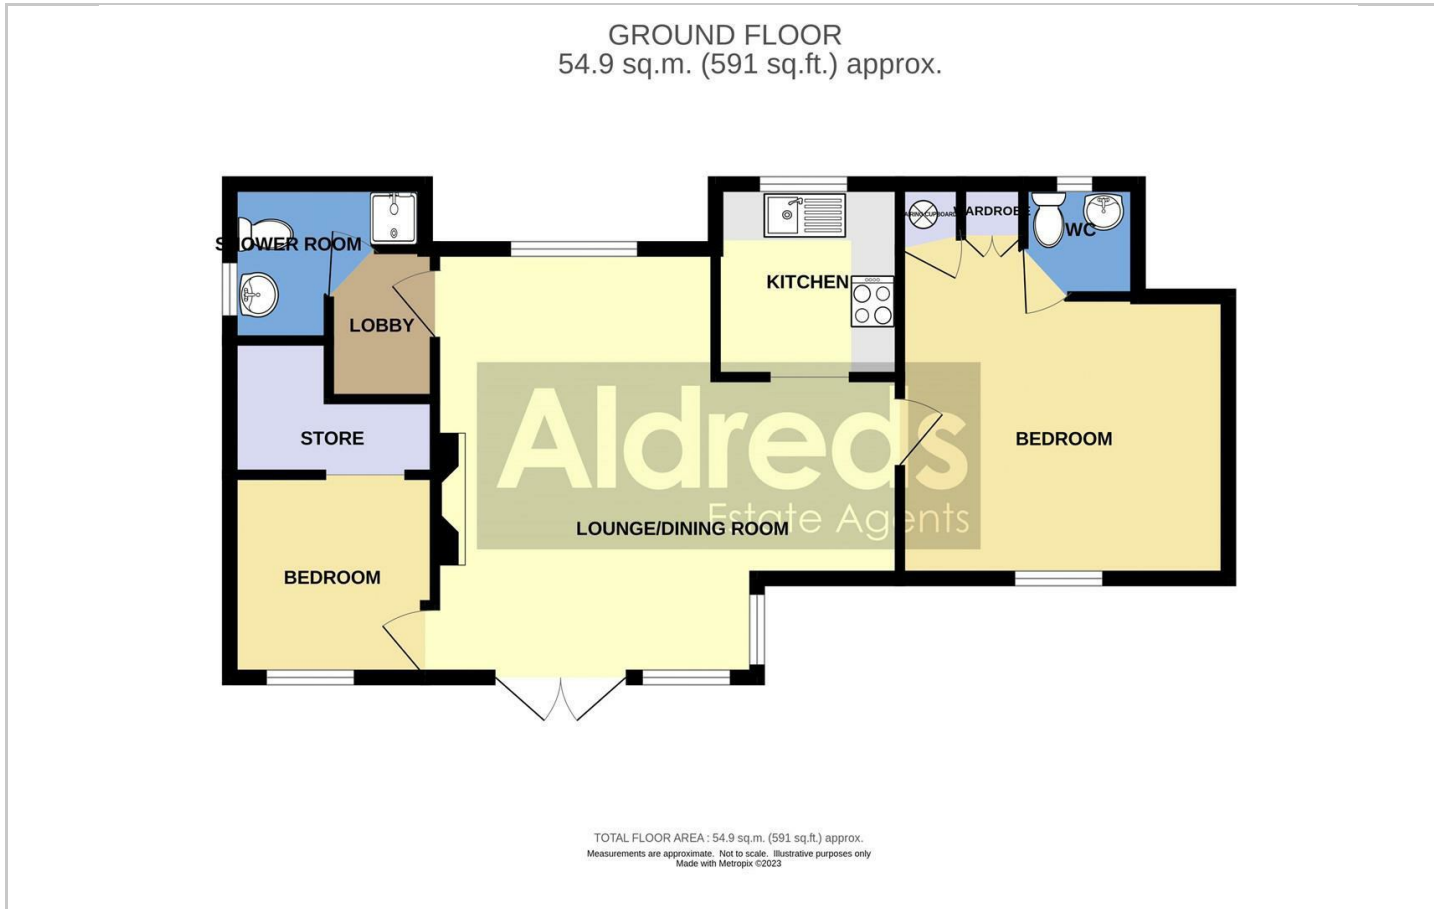 GROUND FLOOR
54.9 sq.m. (591 sq.ft.) approx.
AIRING CUPBOARD
WARDROBE
WC
SHOWER ROOM
KITCHEN
LOBBY
STORE
BEDROOM
Aldreds
Estate Agents
LOUNGE/DINING ROOM
BEDROOM
TOTAL FLOOR AREA : 54.9 sq.m. (591 sq.ft.) approx.
Measurements are approximate. Not to scale. Illustrative purposes only
Made with Metropix ©2023